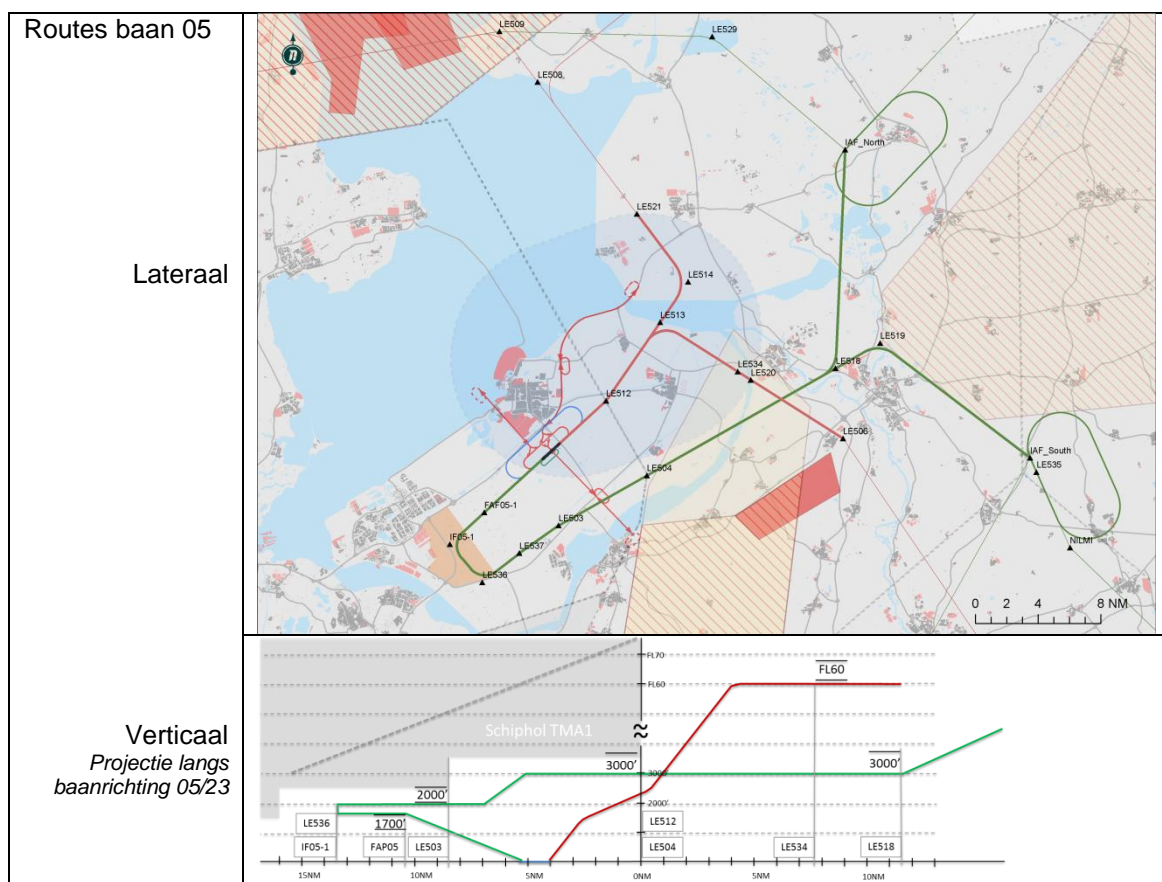 Routes baan 05
Lateraal
n
LE509
LE529
LE508
IAF_North
LE521
LE514
LE513
LE519
LE534
LE518
LE520
LE512
LE506
IAF_South
LE504
LE535
FAF05-1
LE503
IF05-1
NILMI
LE537
LE536
0 2 4 8 NM
Verticaal
Projectie langs
baanrichting 05/23
FL70
FL60
FL60
Schiphol TMA1
≈
3000'
3000'
3000'
2000'
2000'
1700'
LE536
LE512
IF05-1
FAP05
LE503
LE504
LE534
LE518
15NM
10NM
5NM
0NM
5NM
10NM